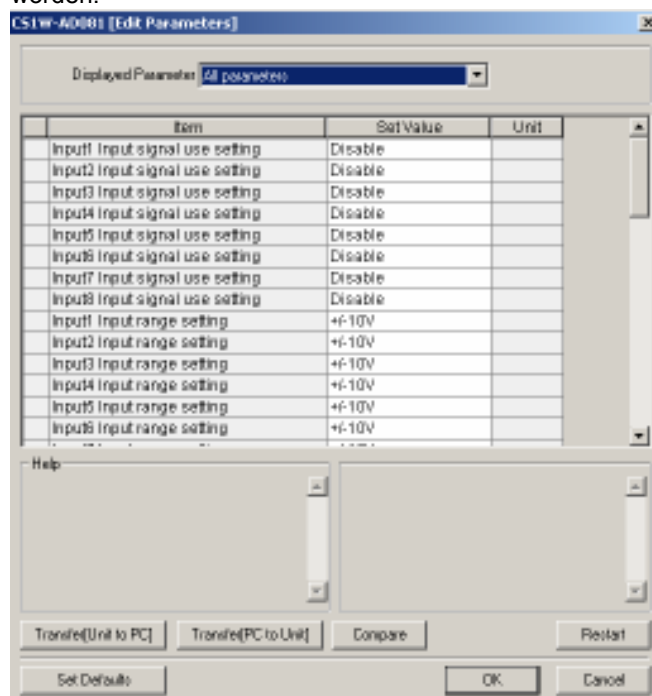 werden.
CS1W-AD081 [Edit Parameters]
Displayed Parameter All parameters
Item Set Value Unit
Input1 Input signal use setting Disable
Input2 Input signal use setting Disable
Input3 Input signal use setting Disable
Input4 Input signal use setting Disable
Input5 Input signal use setting Disable
Input6 Input signal use setting Disable
Input7 Input signal use setting Disable
Input8 Input signal use setting Disable
Input1 Input range setting +/-10V
Input2 Input range setting +/-10V
Input3 Input range setting +/-10V
Input4 Input range setting +/-10V
Input5 Input range setting +/-10V
Input6 Input range setting +/-10V
Help
Transfer[Unit to PC] Transfer[PC to Unit] Compare Restart
Set Defaults OK Cancel